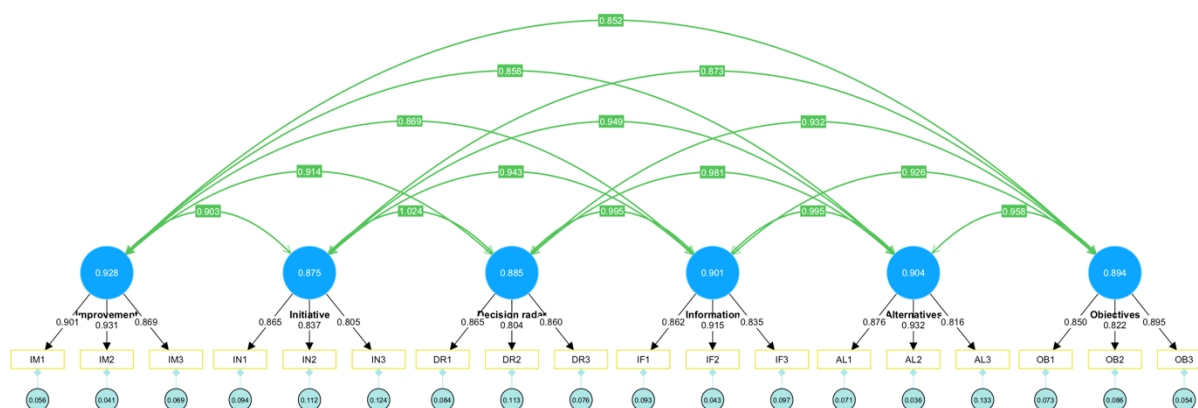 0.852
0.858 0.873
0.869 0.949 0.932
0.914 0.943 0.981 0.926
0.903 1.024 0.995 0.995 0.958
0.928 0.875 0.885 0.901 0.904 0.894
Improvement Initiative Decision radar Information Alternatives Objectives
0.901 0.931 0.869 0.865 0.837 0.805 0.865 0.804 0.860 0.862 0.915 0.835 0.876 0.932 0.816 0.850 0.822 0.895
IM1 IM2 IM3 IN1 IN2 IN3 DR1 DR2 DR3 IF1 IF2 IF3 AL1 AL2 AL3 OB1 OB2 OB3
0.056 0.041 0.069 0.094 0.112 0.124 0.084 0.113 0.076 0.093 0.043 0.097 0.071 0.036 0.133 0.073 0.086 0.054